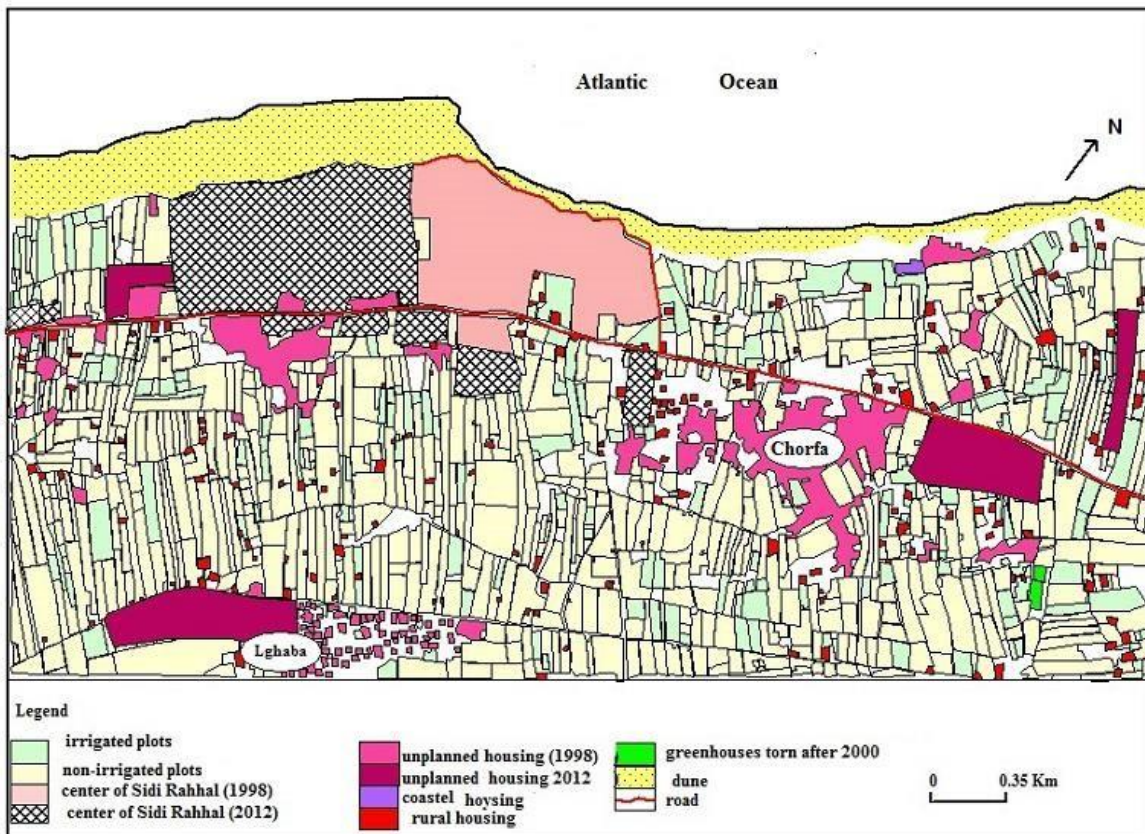 Atlantic Ocean
N
Chorfa
Lghaba
Legend
irrigated plots
non-irrigated plots
center of Sidi Rahhal (1998)
center of Sidi Rahhal (2012)
unplanned housing (1998)
unplanned housing 2012
coastel hoysing
rural housing
greenhouses torn after 2000
dune
road
0 0.35 Km